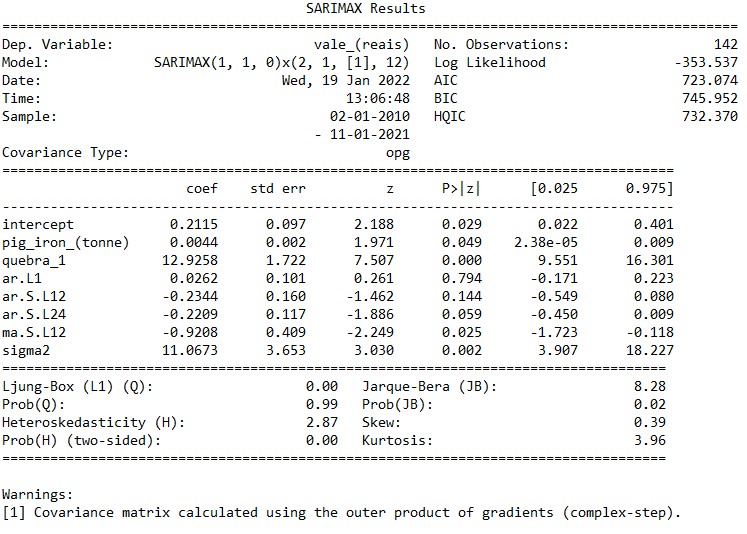 SARIMAX Results
==========================================================================================
Dep. Variable: vale_(reais) No. Observations: 142
Model: SARIMAX(1, 1, 0)x(2, 1, [1], 12) Log Likelihood -353.537
Date: Wed, 19 Jan 2022 AIC 723.074
Time: 13:06:48 BIC 745.952
Sample: 02-01-2010 HQIC 732.370
- 11-01-2021
Covariance Type: opg
==========================================================================================
coef std err z P>|z| [0.025 0.975]
------------------------------------------------------------------------------------------
intercept 0.2115 0.097 2.188 0.029 0.022 0.401
pig_iron_(tonne) 0.0044 0.002 1.971 0.049 2.38e-05 0.009
quebra_1 12.9258 1.722 7.507 0.000 9.551 16.301
ar.L1 0.0262 0.101 0.261 0.794 -0.171 0.223
ar.S.L12 -0.2344 0.160 -1.462 0.144 -0.549 0.080
ar.S.L24 -0.2209 0.117 -1.886 0.059 -0.450 0.009
ma.S.L12 -0.9208 0.409 -2.249 0.025 -1.723 -0.118
sigma2 11.0673 3.653 3.030 0.002 3.907 18.227
==========================================================================================
Ljung-Box (L1) (Q): 0.00 Jarque-Bera (JB): 8.28
Prob(Q): 0.99 Prob(JB): 0.02
Heteroskedasticity (H): 2.87 Skew: 0.39
Prob(H) (two-sided): 0.00 Kurtosis: 3.96
==========================================================================================
Warnings:
[1] Covariance matrix calculated using the outer product of gradients (complex-step).